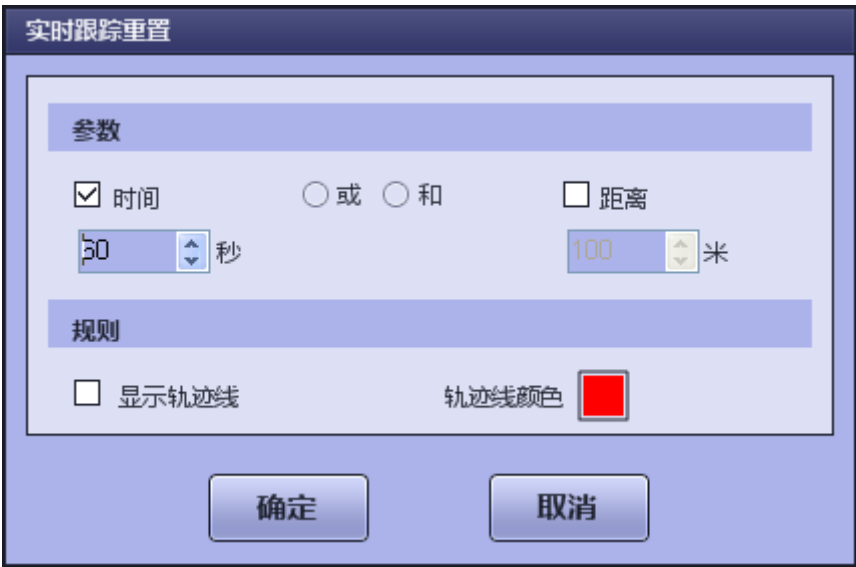 实时跟踪重置
参数
时间 或 和 距离
30 秒 100 米
规则
显示轨迹线 轨迹线颜色
确定 取消